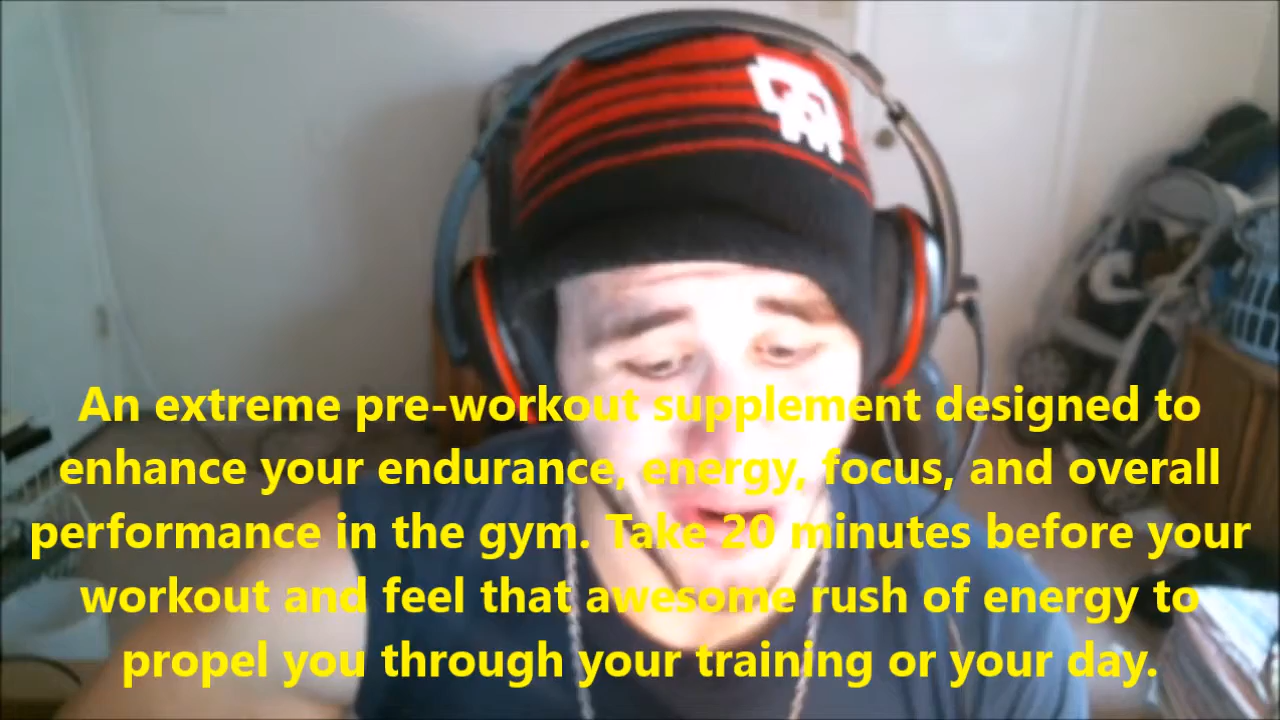 An extreme pre-workout supplement designed to
enhance your endurance, energy, focus, and overall
performance in the gym. Take 20 minutes before your
workout and feel that awesome rush of energy to
propel you through your training or your day.